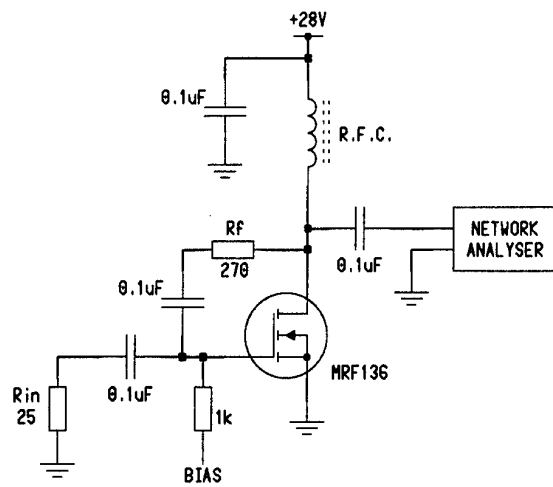 +28V
0.1uF
R.F.C.
Rf
270
0.1uF
NETWORK
ANALYSER
0.1uF
0.1uF
MRF136
Rin
25
1k
BIAS